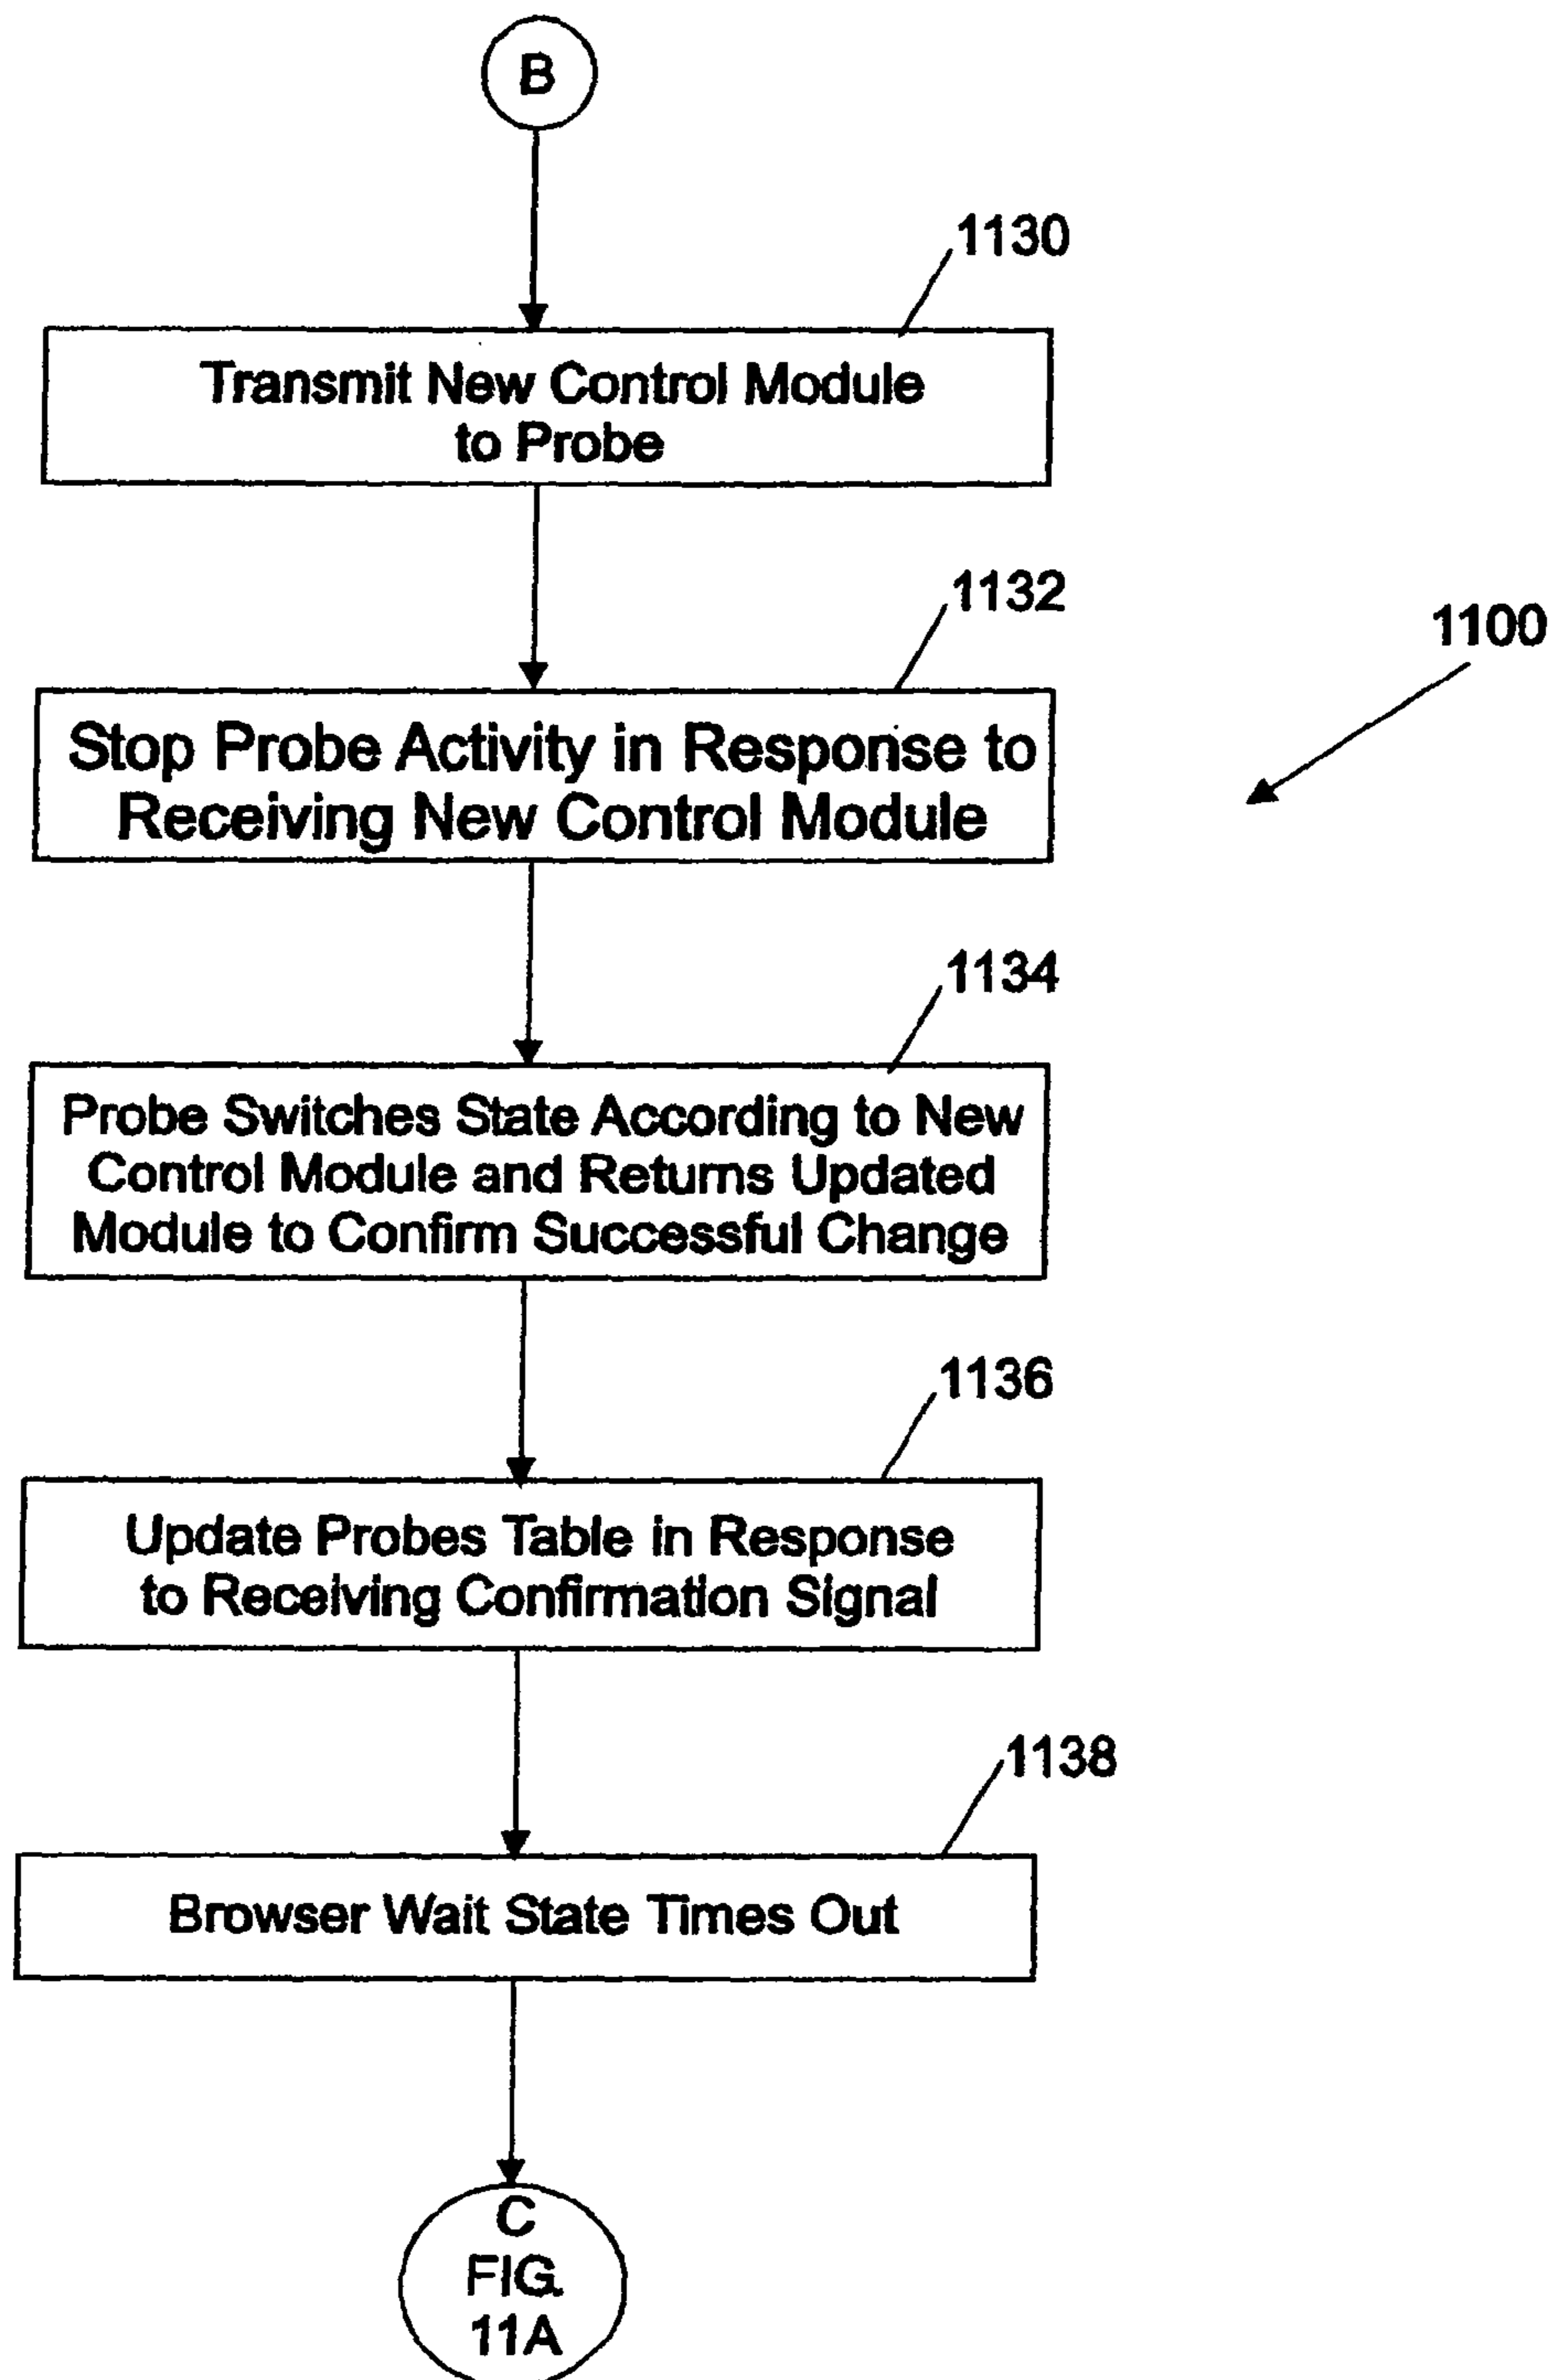 B
1130
Transmit New Control Module
to Probe
1132
1100
Stop Probe Activity in Response to
Receiving New Control Module
1134
Probe Switches State According to New
Control Module and Returns Updated
Module to Confirm Successful Change
1136
Update Probes Table in Response
to Receiving Confirmation Signal
1138
Browser Wait State Times Out
C
FIG.
11A